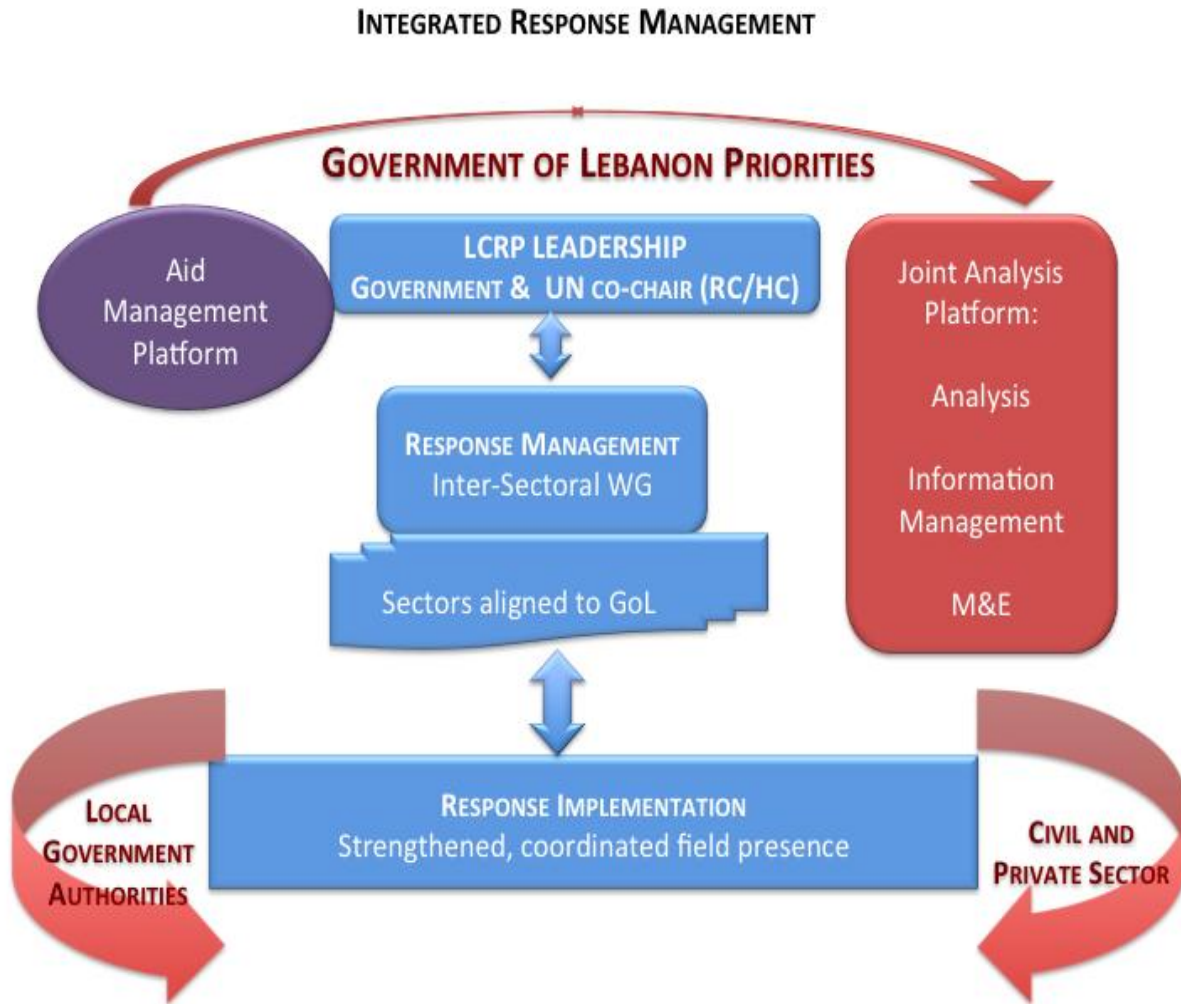 INTEGRATED RESPONSE MANAGEMENT
GOVERNMENT OF LEBANON PRIORITIES
Aid
Management
Platform
LCRP LEADERSHIP
GOVERNMENT & UN CO-CHAIR (RC/HC)
Joint Analysis
Platform:
Analysis
Information
Management
M&E
RESPONSE MANAGEMENT
Inter-Sectoral WG
Sectors aligned to GoL
LOCAL
GOVERNMENT
AUTHORITIES
RESPONSE IMPLEMENTATION
Strengthened, coordinated field presence
CIVIL AND
PRIVATE SECTOR